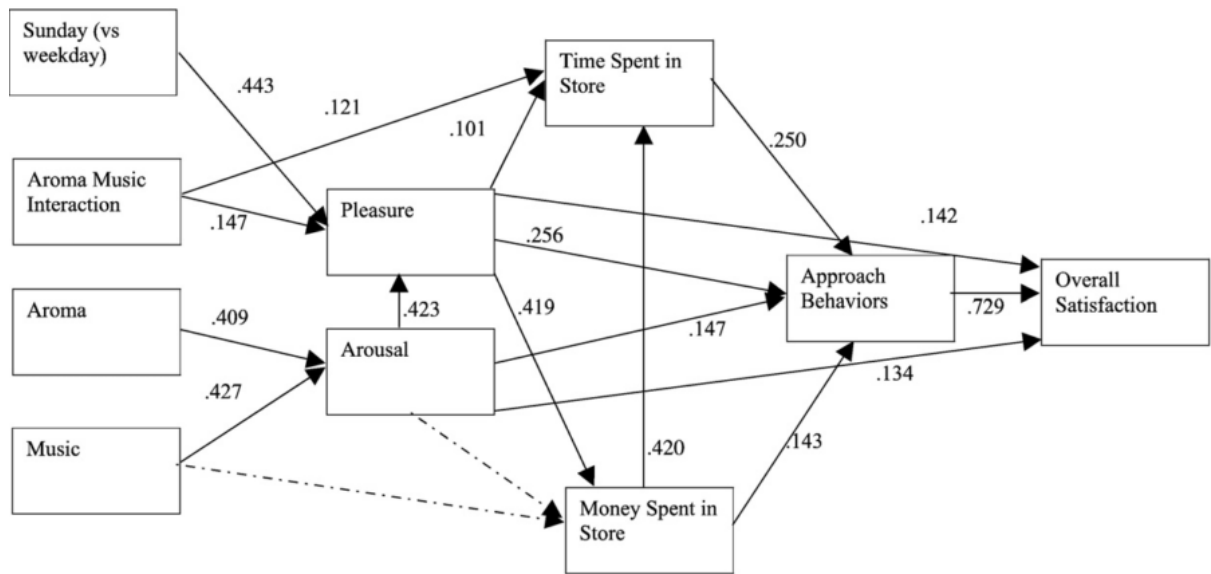 Sunday (vs
weekday)
.443
.121
Time Spent in
Store
.101
.250
Aroma Music
Interaction
.147
Pleasure
.142
.256
Approach
Behaviors
Overall
Satisfaction
.729
Aroma
.409
.423
.419
Arousal
.147
.134
.427
Music
.420
.143
Money Spent in
Store